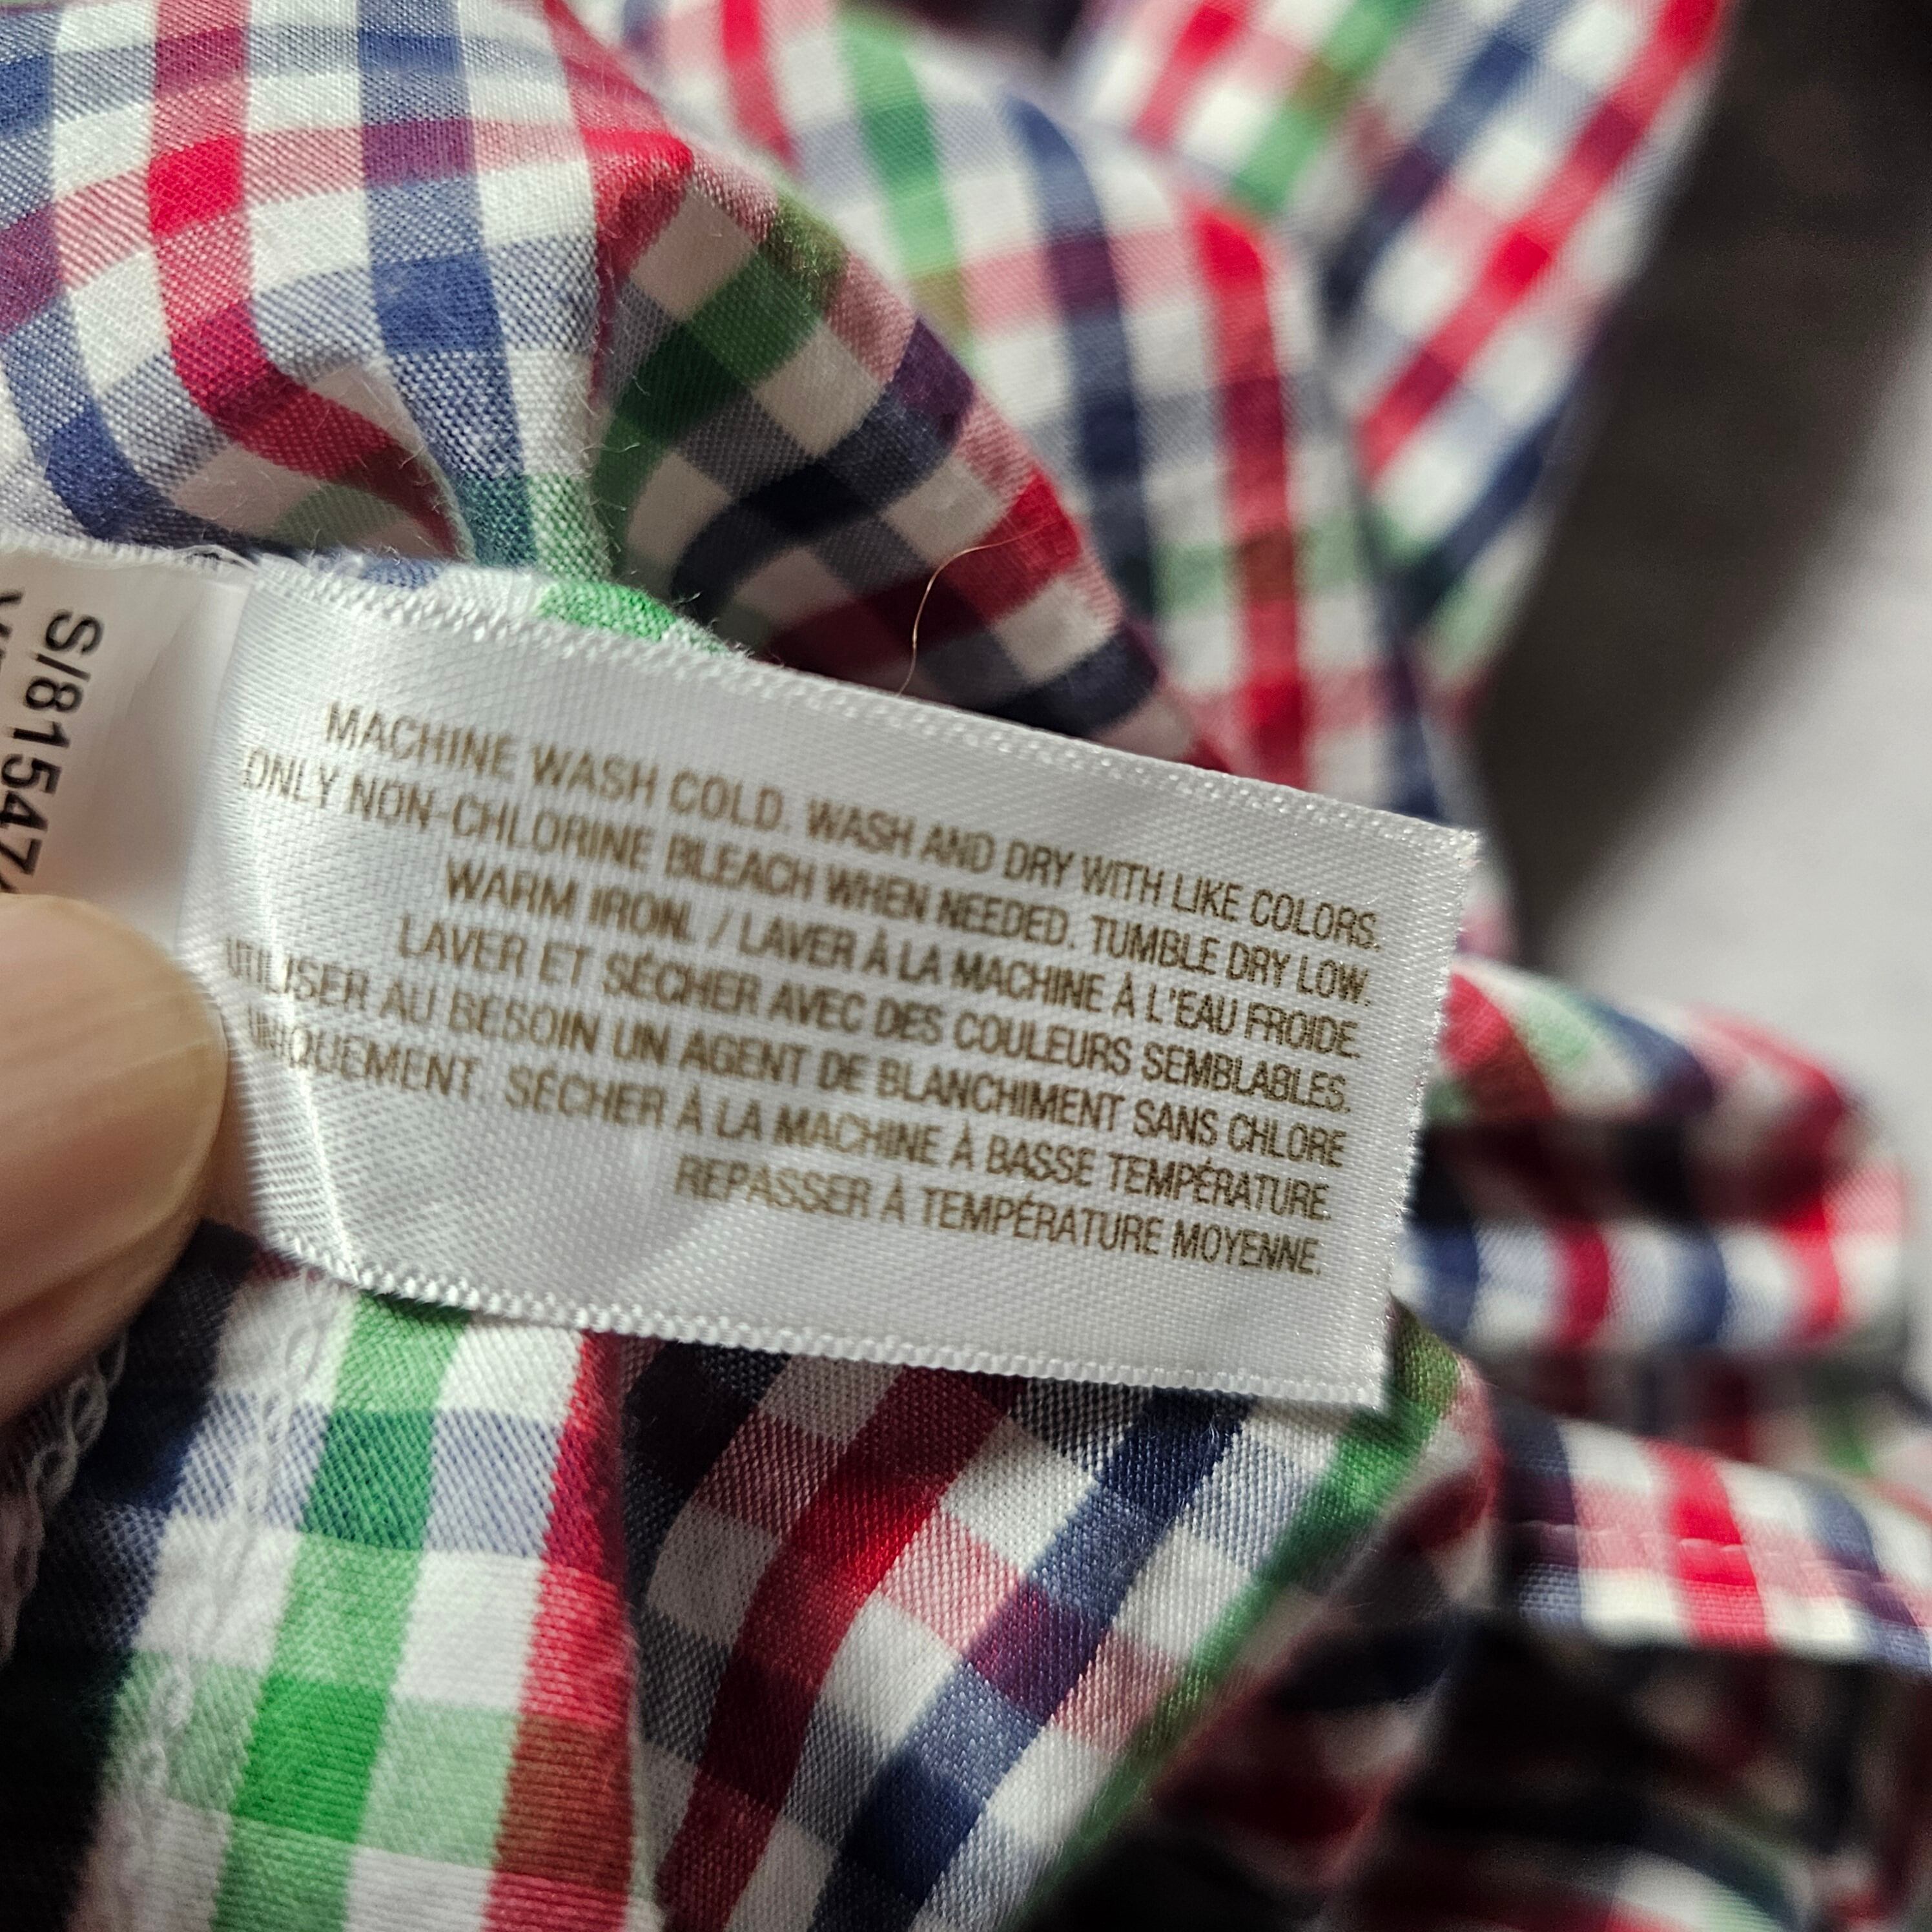 MACHINE WASH COLD. WASH AND DRY WITH LIKE COLORS.
ONLY NON-CHLORINE BLEACH WHEN NEEDED. TUMBLE DRY LOW.
WARM IRON. / LAVER À LA MACHINE À L'EAU FROIDE.
LAVER ET SÉCHER AVEC DES COULEURS SEMBLABLES.
UTILISER AU BESOIN UN AGENT DE BLANCHIMENT SANS CHLORE
UNIQUEMENT. SÉCHER À LA MACHINE À BASSE TEMPÉRATURE.
REPASSER À TEMPÉRATURE MOYENNE.
S/81547